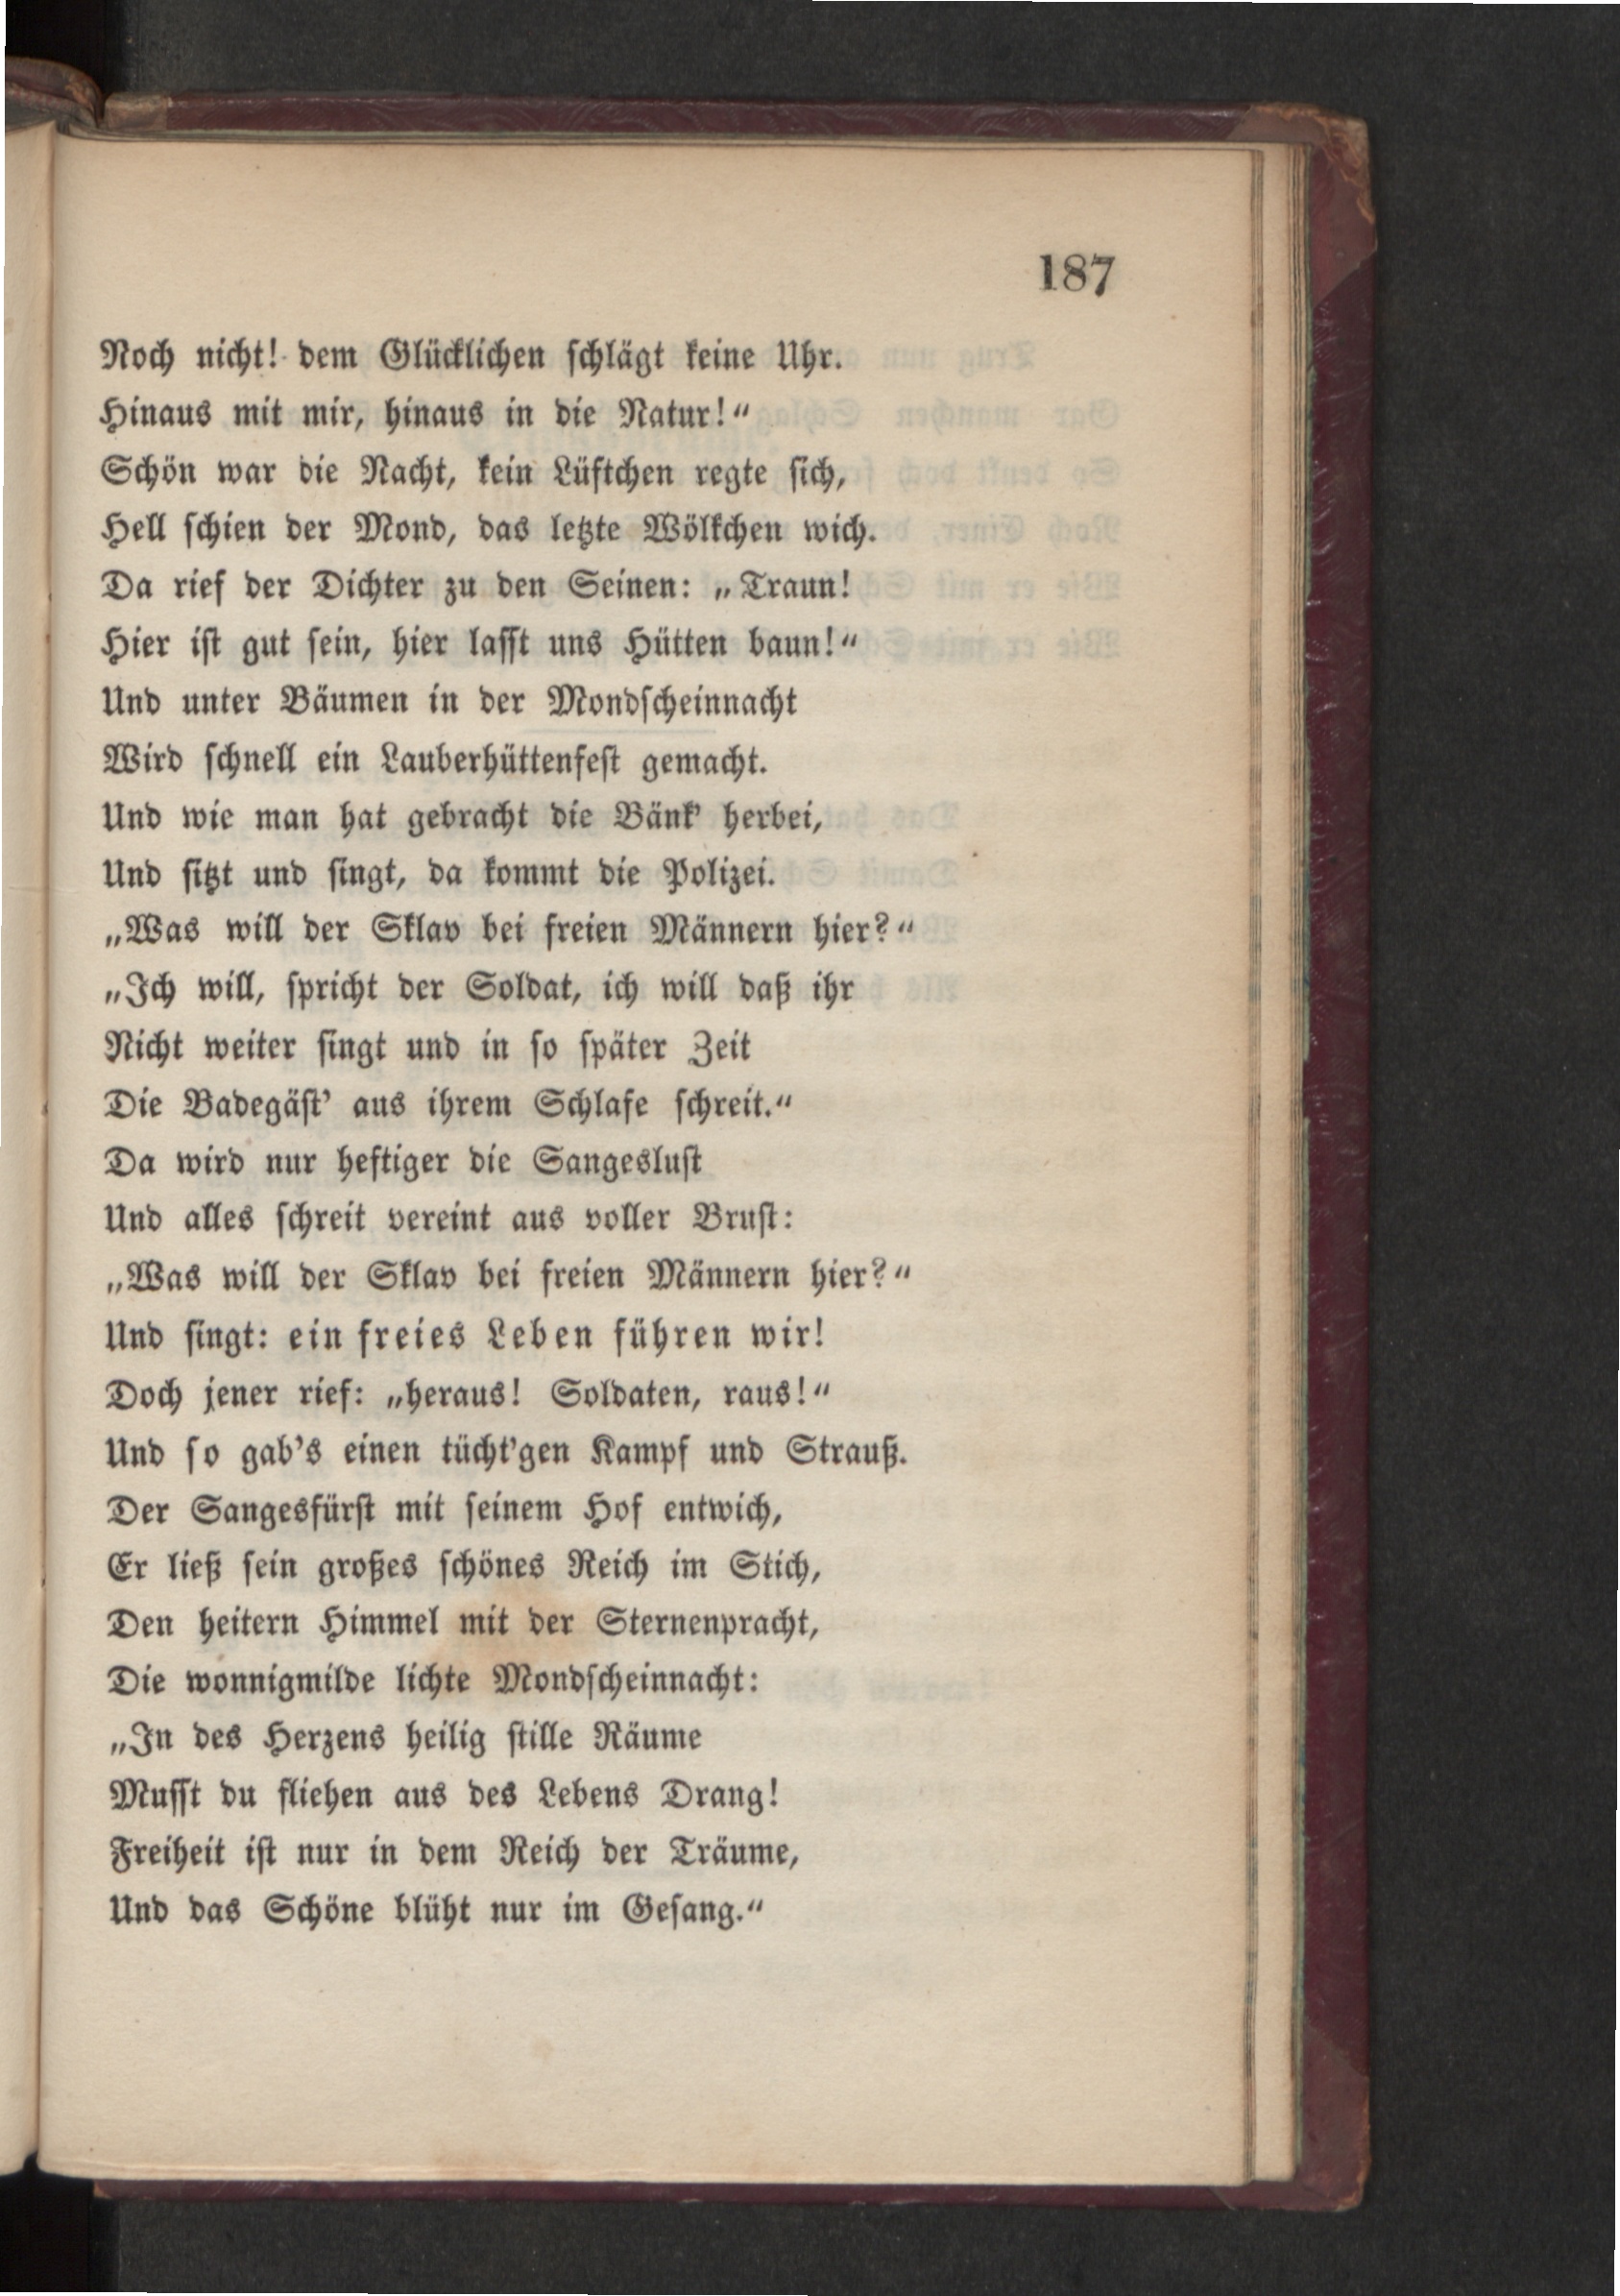 187
Noch nicht! dem Glücklichen schlägt keine Uhr.
Hinaus mit mir, hinaus in die Natur!“
Schön war die Nacht, kein Lüftchen regte sich,
Hell schien der Mond, das letzte Wölkchen wich.
Da rief der Dichter zu den Seinen: „Traun!
Hier ist gut sein, hier lasst uns Hütten baun!“
Und unter Bäumen in der Mondscheinnacht
Wird schnell ein Lauberhüttenfest gemacht.
Und wie man hat gebracht die Bänk’ herbei,
Und sitzt und singt, da kommt die Polizei.
„Was will der Sklav bei freien Männern hier?“
„Ich will, spricht der Soldat, ich will daß ihr
Nicht weiter singt und in so später Zeit
Die Badegäst’ aus ihrem Schlafe schreit.“
Da wird nur heftiger die Sangeslust
Und alles schreit vereint aus voller Brust:
„Was will der Sklav bei freien Männern hier?“
Und singt: ein freies Leben führen wir!
Doch jener rief: „heraus! Soldaten, raus!“
Und so gab’s einen tücht’gen Kampf und Strauß.
Der Sangesfürst mit seinem Hof entwich,
Er ließ sein großes schönes Reich im Stich,
Den heitern Himmel mit der Sternenpracht,
Die wonnigmilde lichte Mondscheinnacht:
„In des Herzens heilig stille Räume
Musst du fliehen aus des Lebens Drang!
Freiheit ist nur in dem Reich der Träume,
Und das Schöne blüht nur im Gesang.“